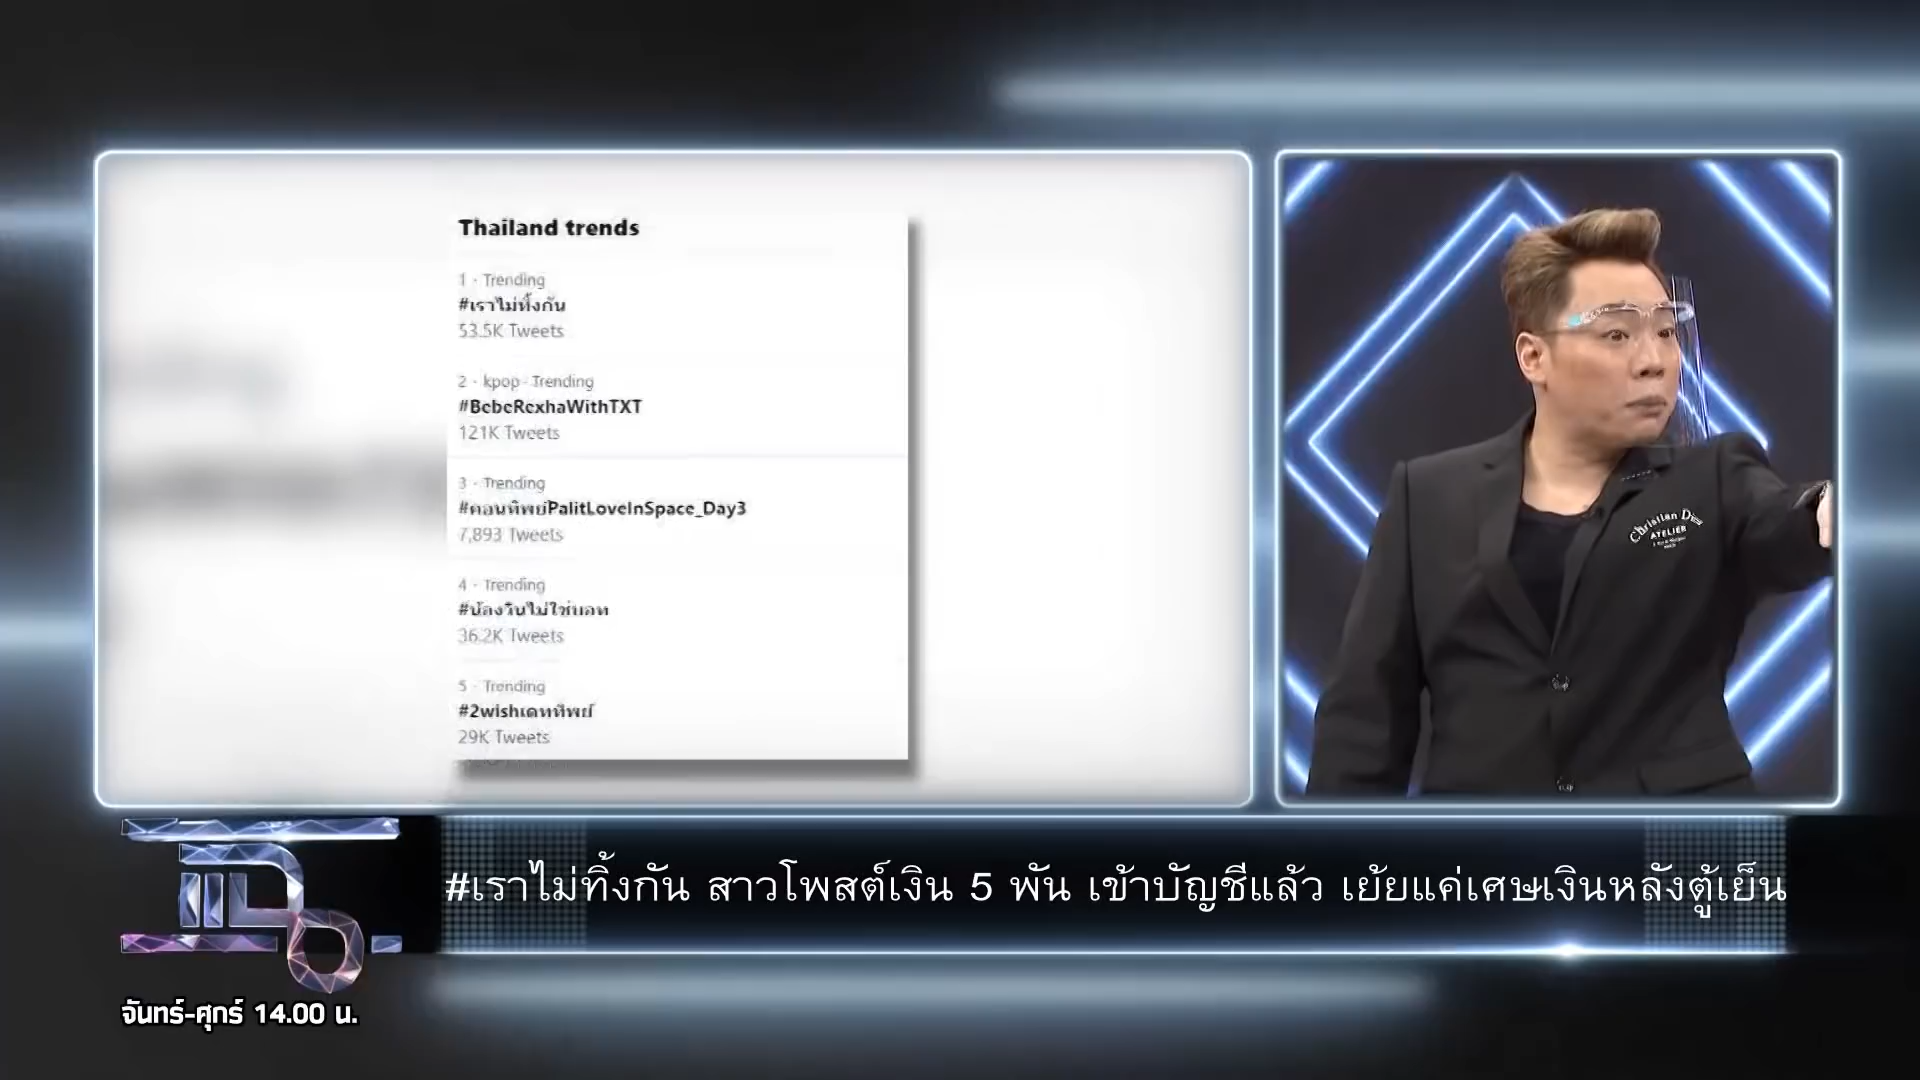 Thailand trends
1 · Trending
#เราไม่ทิ้งกัน
53.5K Tweets
2 · kpop · Trending
#BebeRexhaWithTXT
121K Tweets
3 · Trending
PalitLoveInSpace_Day3
7,893 Tweets
4 · Trending
#น้องวินไม่ใช่บอท
36.2K Tweets
5 · Trending
#2wishเดททิพย์
29K Tweets
Christian Dior
ATELIER
#เราไม่ทิ้งกัน สาวโพสต์เงิน 5 พัน เข้าบัญชีแล้ว เย้ยแค่เศษเงินหลังตู้เย็น
แฉ
จันทร์-ศุกร์ 14.00 น.